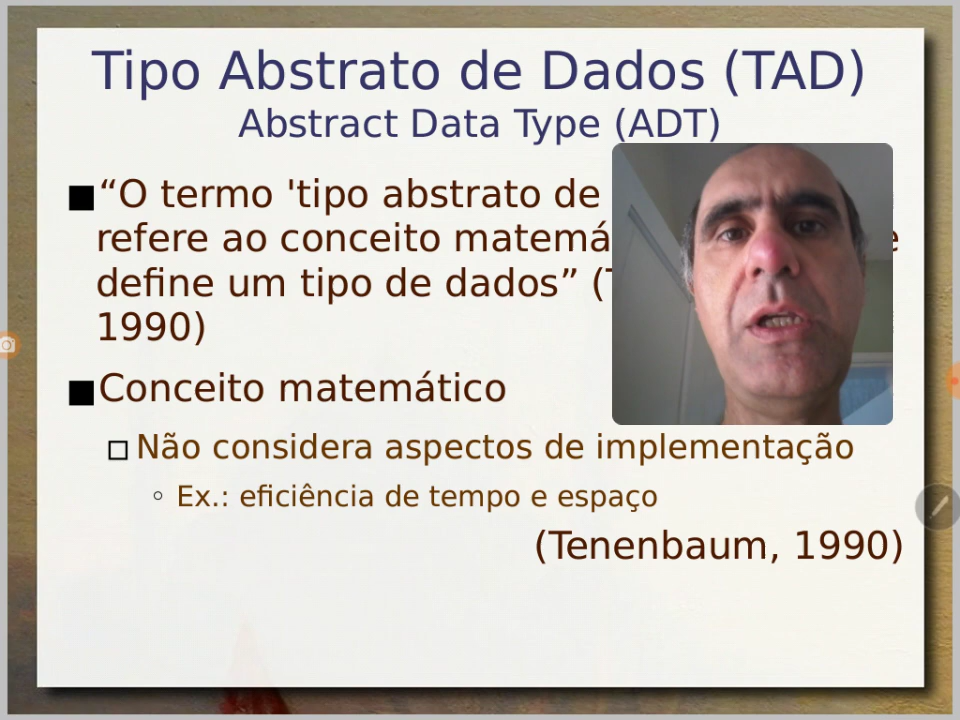 Tipo Abstrato de Dados (TAD)
Abstract Data Type (ADT)
“O termo 'tipo abstrato de
refere ao conceito matemá
define um tipo de dados” (
1990)
Conceito matemático
Não considera aspectos de implementação
Ex.: eficiência de tempo e espaço
(Tenenbaum, 1990)